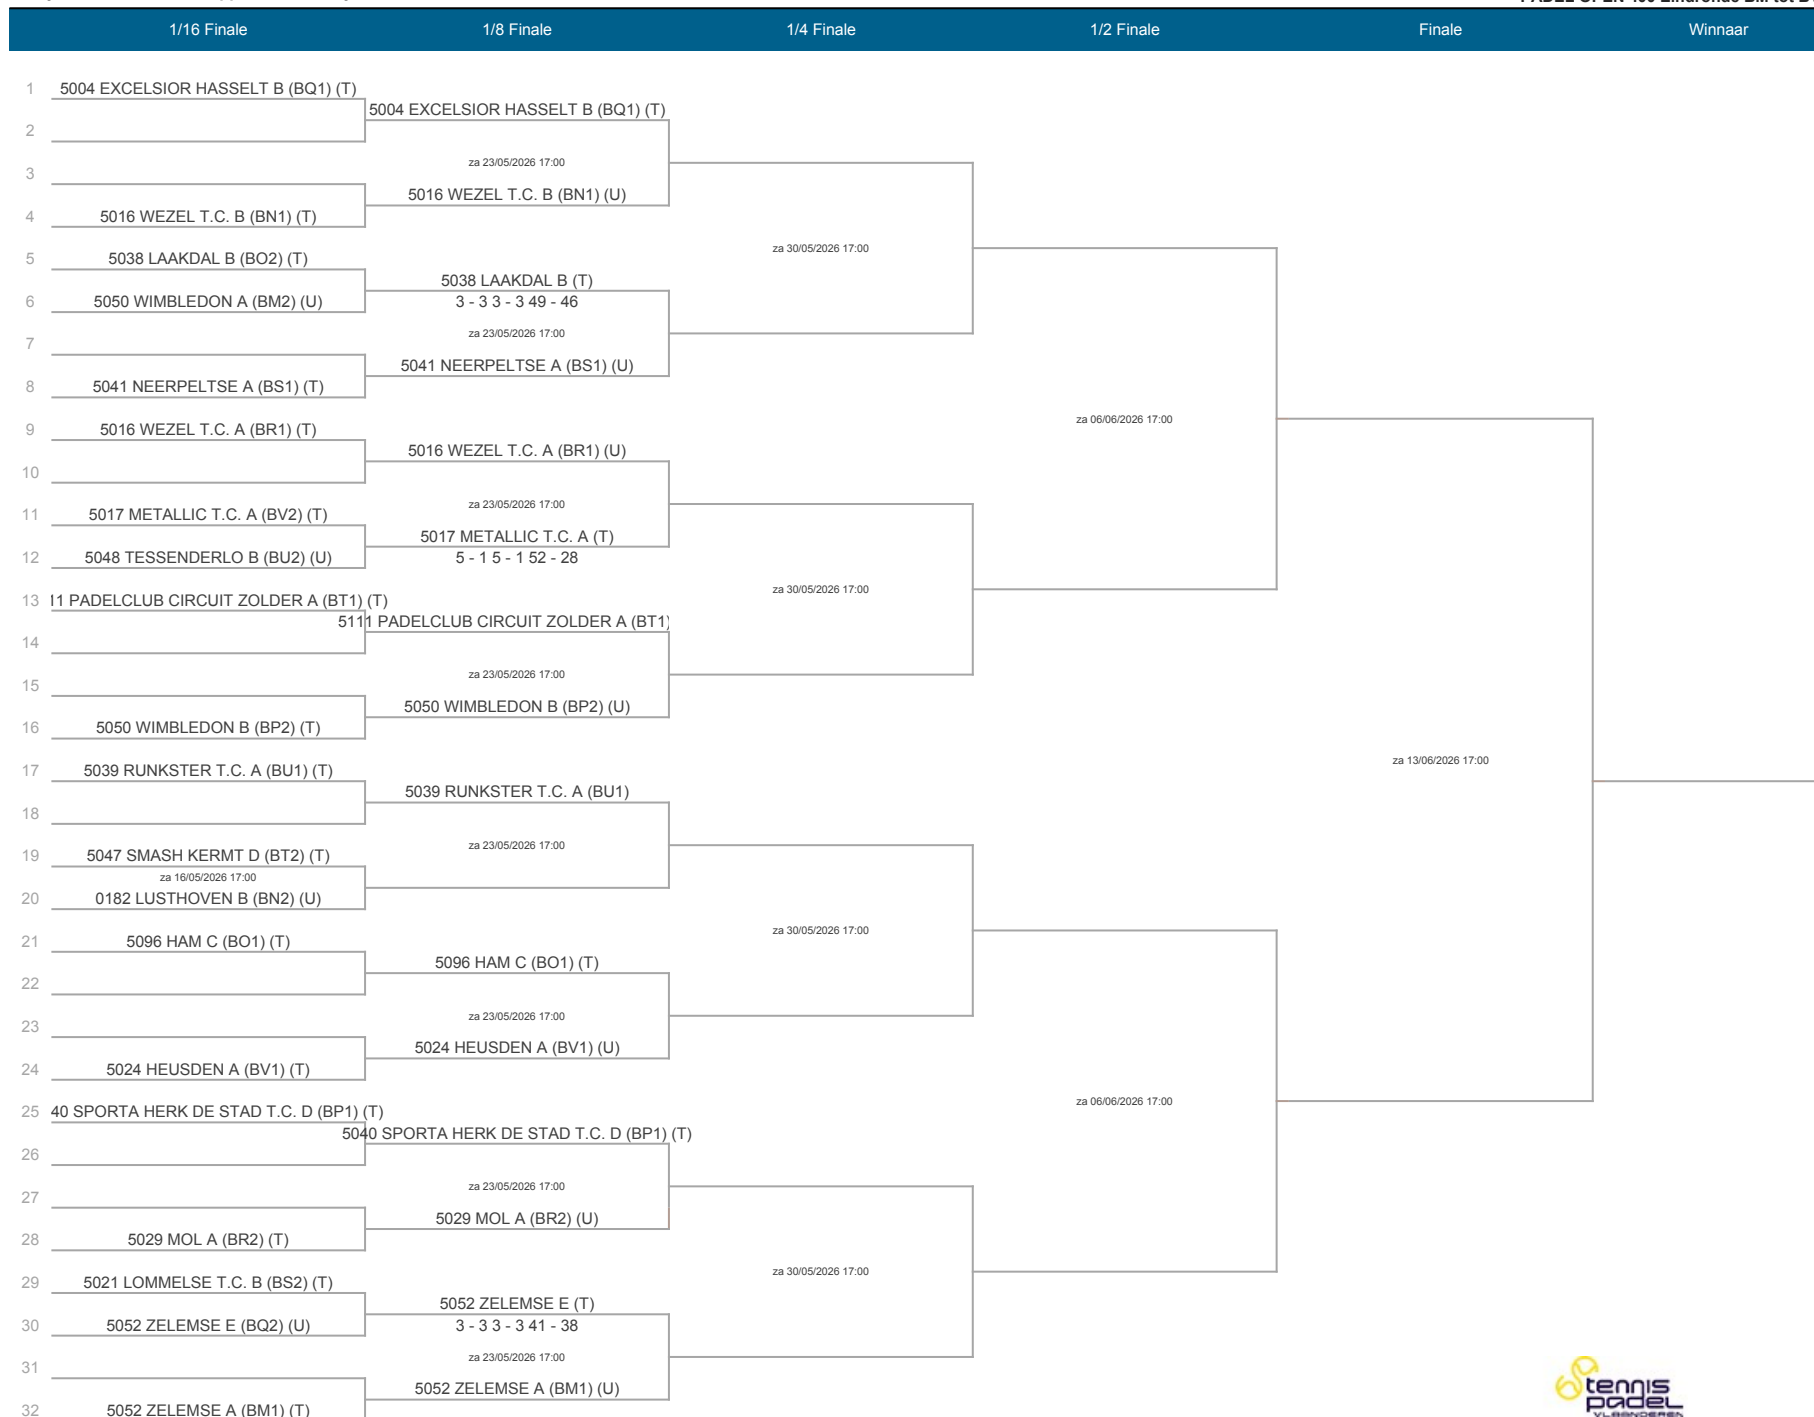 1/16 Finale 1/8 Finale 1/4 Finale 1/2 Finale Finale Winnaar
1 5004 EXCELSIOR HASSELT B (BQ1) (T)
5004 EXCELSIOR HASSELT B (BQ1) (T)
2
za 23/05/2026 17:00
3
5016 WEZEL T.C. B (BN1) (U)
4 5016 WEZEL T.C. B (BN1) (T)
za 30/05/2026 17:00
5 5038 LAAKDAL B (BO2) (T)
5038 LAAKDAL B (T)
6 5050 WIMBLEDON A (BM2) (U) 3 - 3 3 - 3 49 - 46
za 23/05/2026 17:00
7
5041 NEERPELTSE A (BS1) (U)
8 5041 NEERPELTSE A (BS1) (T)
za 06/06/2026 17:00
9 5016 WEZEL T.C. A (BR1) (T)
5016 WEZEL T.C. A (BR1) (U)
10
za 23/05/2026 17:00
11 5017 METALLIC T.C. A (BV2) (T)
5017 METALLIC T.C. A (T)
12 5048 TESSENDERLO B (BU2) (U) 5 - 1 5 - 1 52 - 28
za 30/05/2026 17:00
13 11 PADELCLUB CIRCUIT ZOLDER A (BT1) (T)
5111 PADELCLUB CIRCUIT ZOLDER A (BT1)
14
za 23/05/2026 17:00
15
5050 WIMBLEDON B (BP2) (U)
16 5050 WIMBLEDON B (BP2) (T)
za 13/06/2026 17:00
17 5039 RUNKSTER T.C. A (BU1) (T)
5039 RUNKSTER T.C. A (BU1)
18
za 23/05/2026 17:00
19 5047 SMASH KERMT D (BT2) (T)
za 16/05/2026 17:00
20 0182 LUSTHOVEN B (BN2) (U)
za 30/05/2026 17:00
21 5096 HAM C (BO1) (T)
5096 HAM C (BO1) (T)
22
za 23/05/2026 17:00
23
5024 HEUSDEN A (BV1) (U)
24 5024 HEUSDEN A (BV1) (T)
za 06/06/2026 17:00
25 40 SPORTA HERK DE STAD T.C. D (BP1) (T)
5040 SPORTA HERK DE STAD T.C. D (BP1) (T)
26
za 23/05/2026 17:00
27
5029 MOL A (BR2) (U)
28 5029 MOL A (BR2) (T)
za 30/05/2026 17:00
29 5021 LOMMELSE T.C. B (BS2) (T)
5052 ZELEMSE E (T)
30 5052 ZELEMSE E (BQ2) (U) 3 - 3 3 - 3 41 - 38
za 23/05/2026 17:00
31
5052 ZELEMSE A (BM1) (U)
32 5052 ZELEMSE A (BM1) (T)
tennis
padel
VLAANDEREN